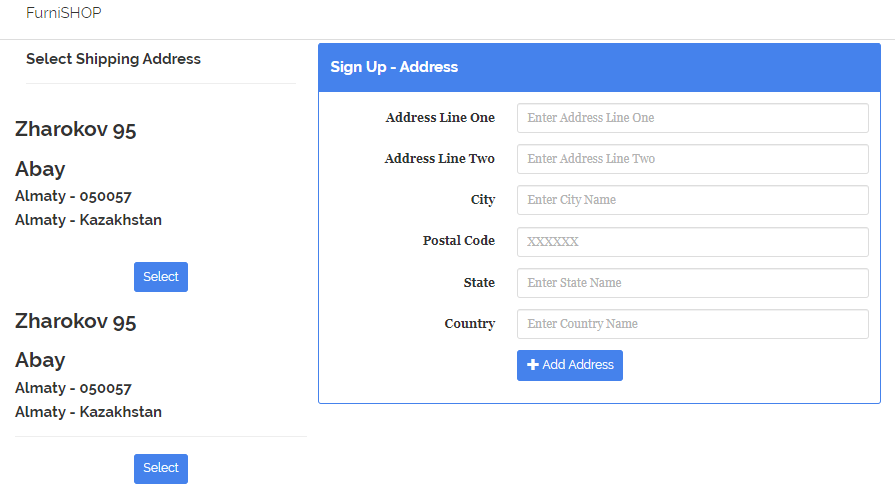 FurniSHOP
Select Shipping Address
Zharokov 95
Abay
Almaty - 050057
Almaty - Kazakhstan
Select
Zharokov 95
Abay
Almaty - 050057
Almaty - Kazakhstan
Select
Sign Up - Address
Address Line One Enter Address Line One
Address Line Two Enter Address Line Two
City Enter City Name
Postal Code XXXXXX
State Enter State Name
Country Enter Country Name
Add Address